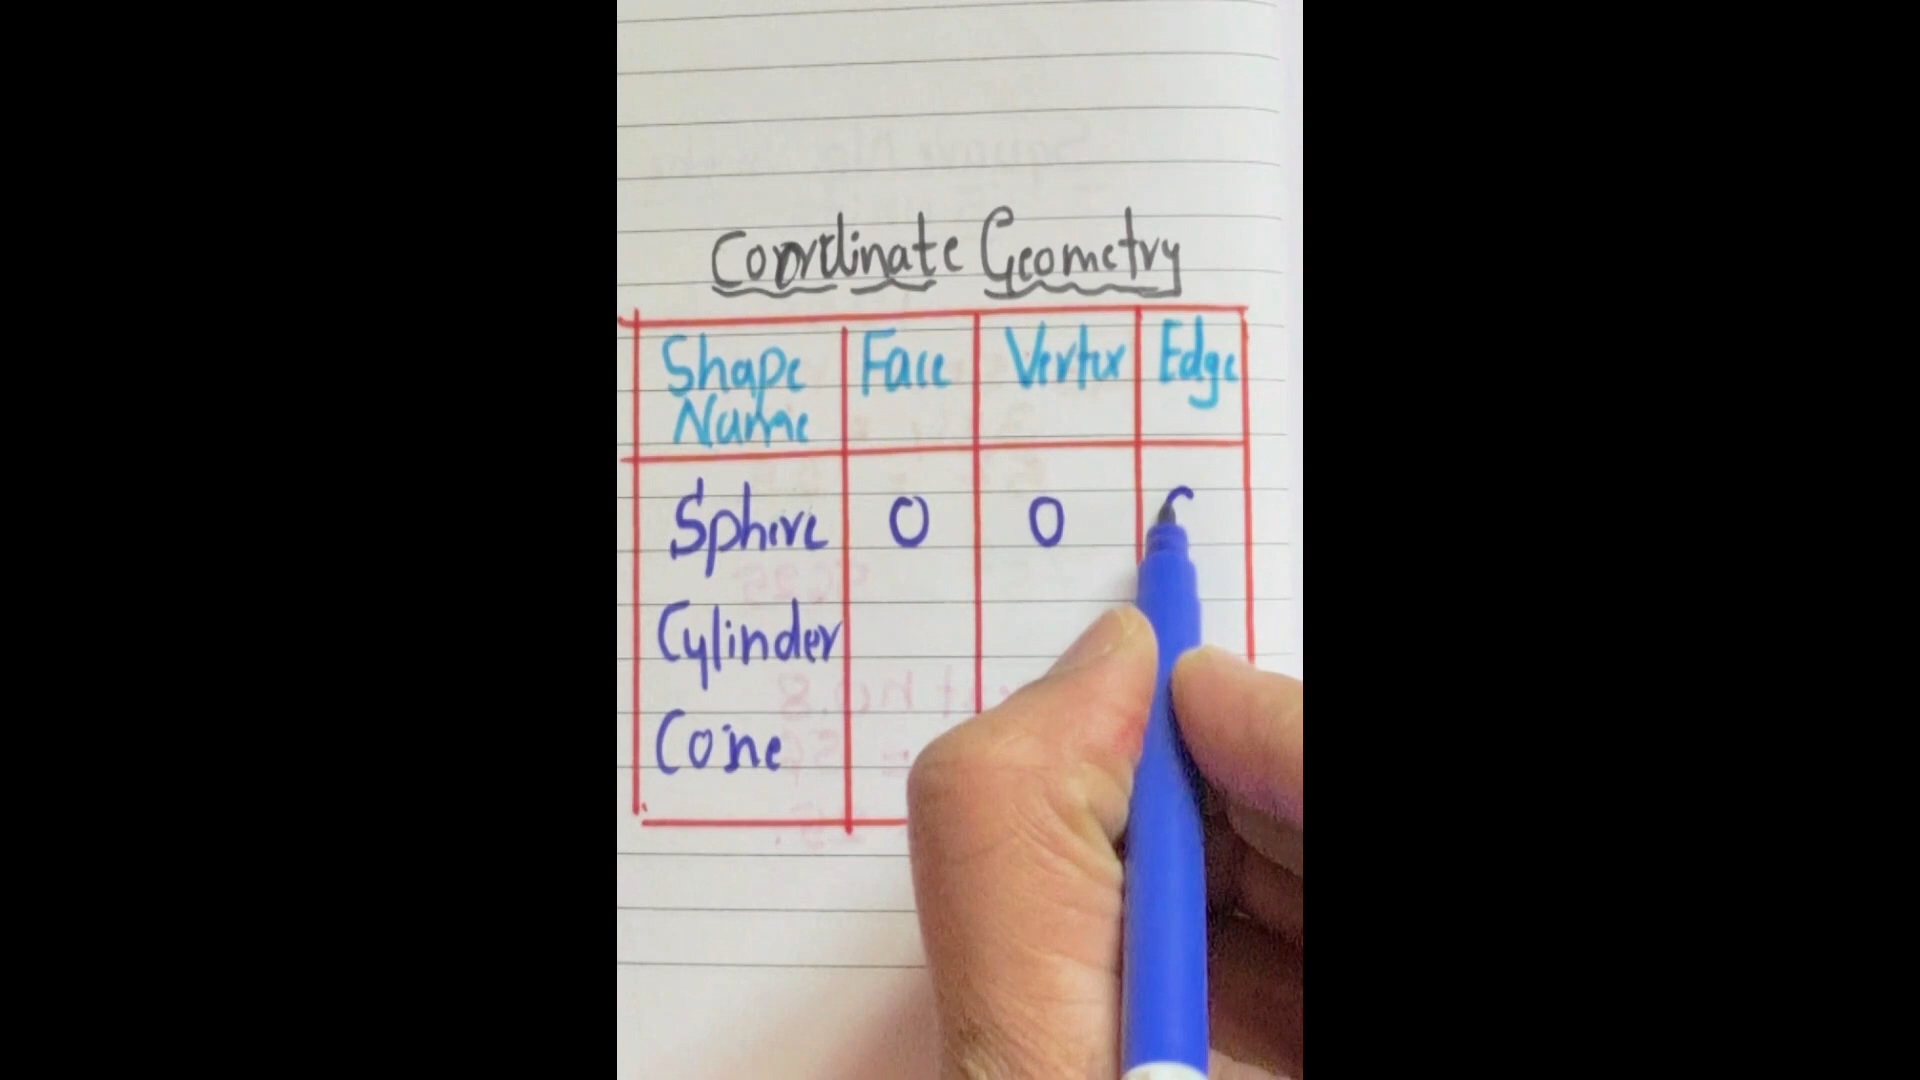 Coordinate Geometry
Shape Name Face Vertex Edge
Sphere 0 0
Cylinder
Cone